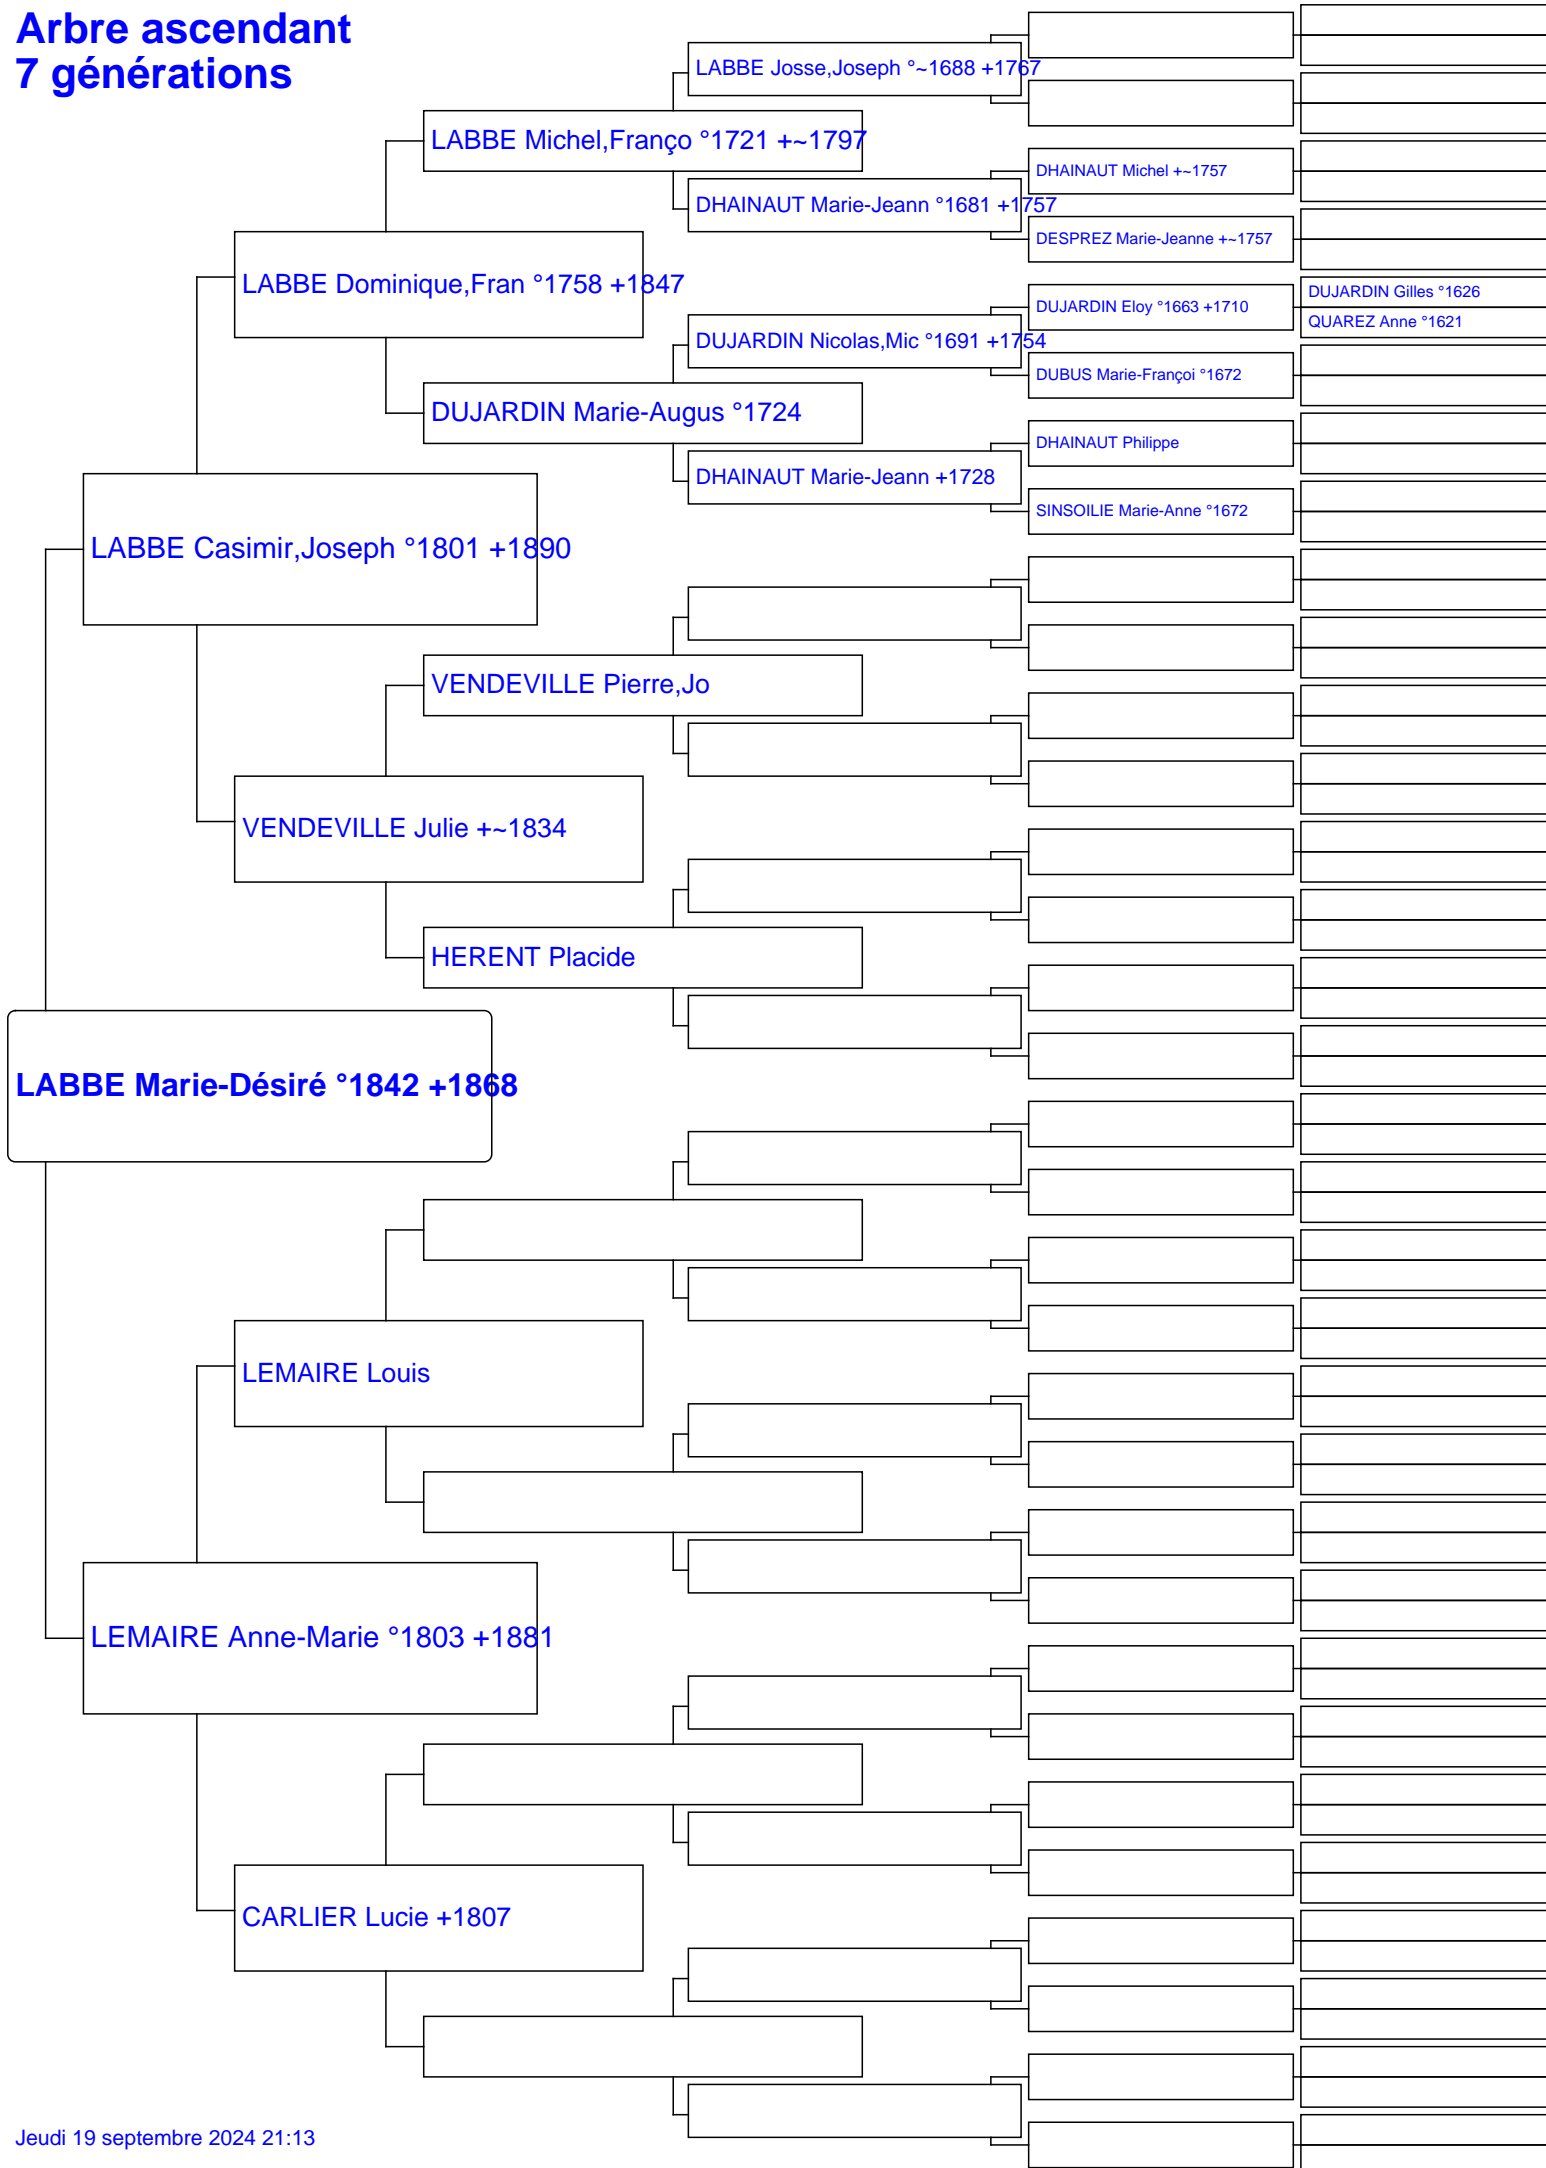 Arbre ascendant
7 générations
LABBE Josse,Joseph °~1688 +1767
LABBE Michel,Franço °1721 +~1797
DHAINAUT Michel +~1757
DHAINAUT Marie-Jeann °1681 +1757
DESPREZ Marie-Jeanne +~1757
LABBE Dominique,Fran °1758 +1847
DUJARDIN Gilles °1626
DUJARDIN Eloy °1663 +1710
QUAREZ Anne °1621
DUJARDIN Nicolas,Mic °1691 +1754
DUBUS Marie-Françoi °1672
DUJARDIN Marie-Augus °1724
DHAINAUT Philippe
DHAINAUT Marie-Jeann +1728
SINSOILIE Marie-Anne °1672
LABBE Casimir,Joseph °1801 +1890
VENDEVILLE Pierre,Jo
VENDEVILLE Julie +~1834
HERENT Placide
LABBE Marie-Désiré °1842 +1868
LEMAIRE Louis
LEMAIRE Anne-Marie °1803 +1881
CARLIER Lucie +1807
Jeudi 19 septembre 2024 21:13